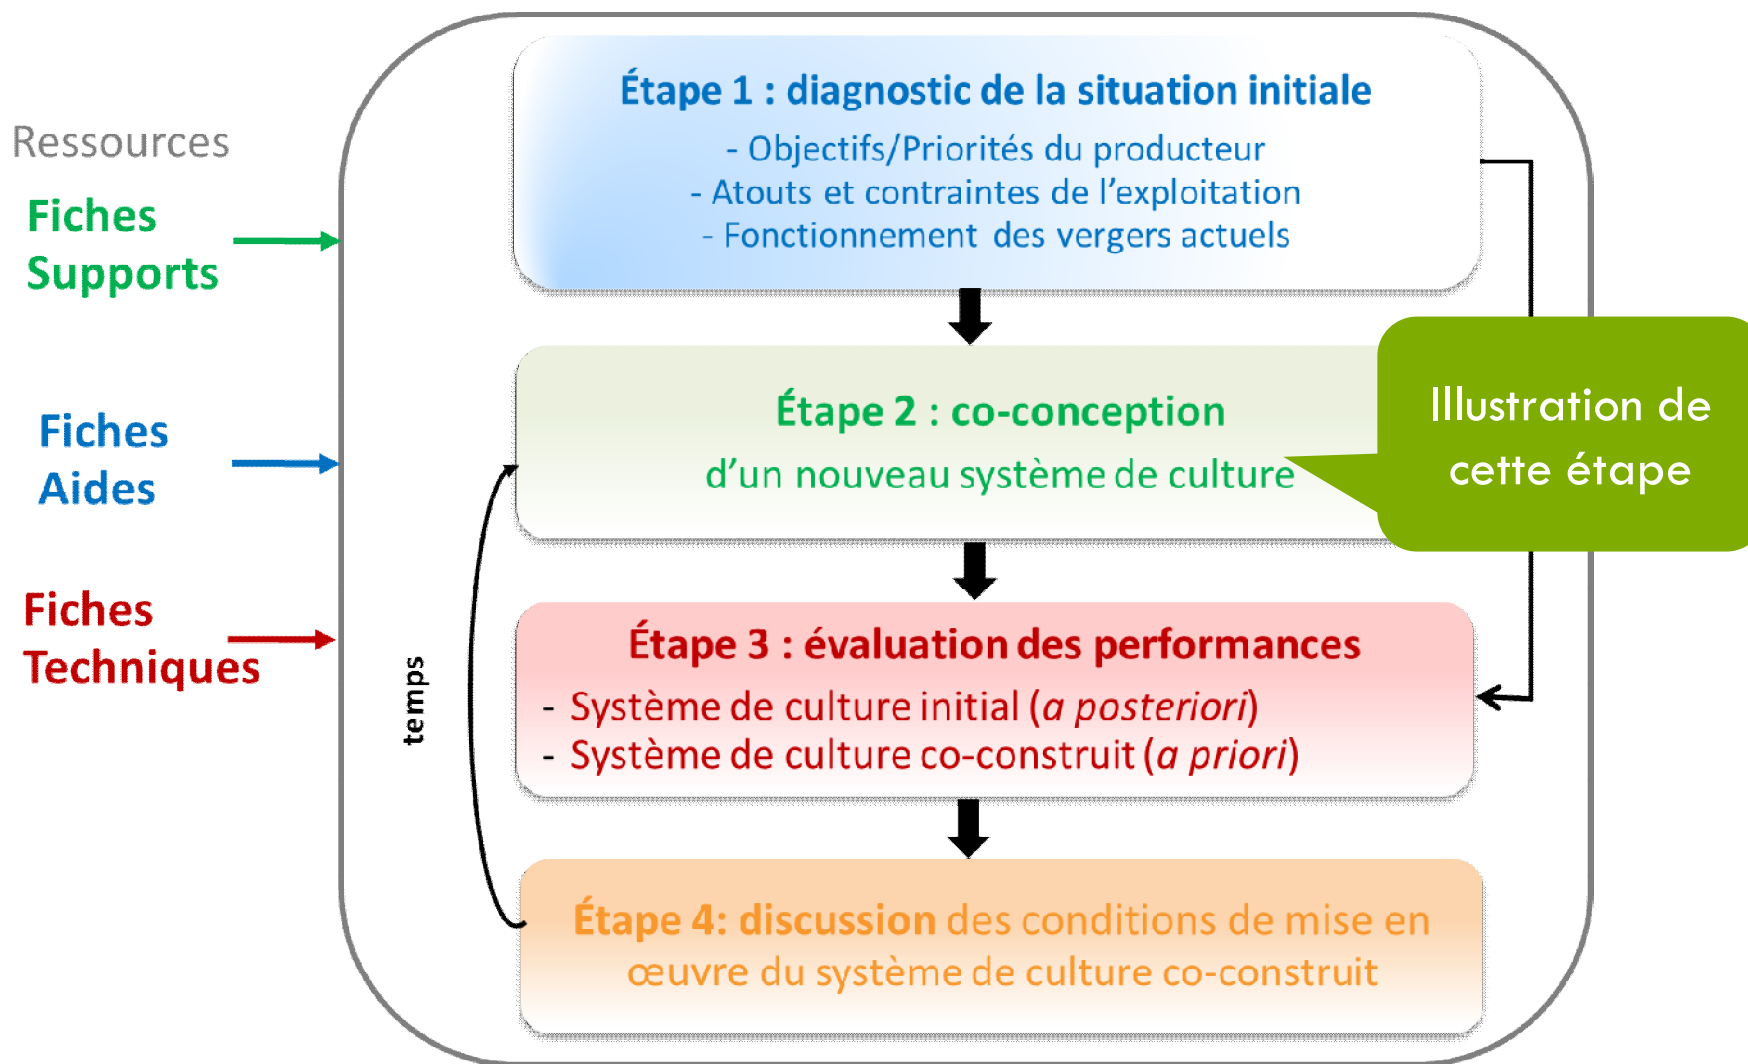 Ressources
Fiches
Supports
Fiches
Aides
Fiches
Techniques
Étape 1 : diagnostic de la situation initiale
- Objectifs/Priorités du producteur
- Atouts et contraintes de l’exploitation
- Fonctionnement des vergers actuels
Étape 2 : co-conception
d’un nouveau système de culture
Illustration de
cette étape
Étape 3 : évaluation des performances
- Système de culture initial (a posteriori)
- Système de culture co-construit (a priori)
temps
Étape 4: discussion des conditions de mise en
œuvre du système de culture co-construit